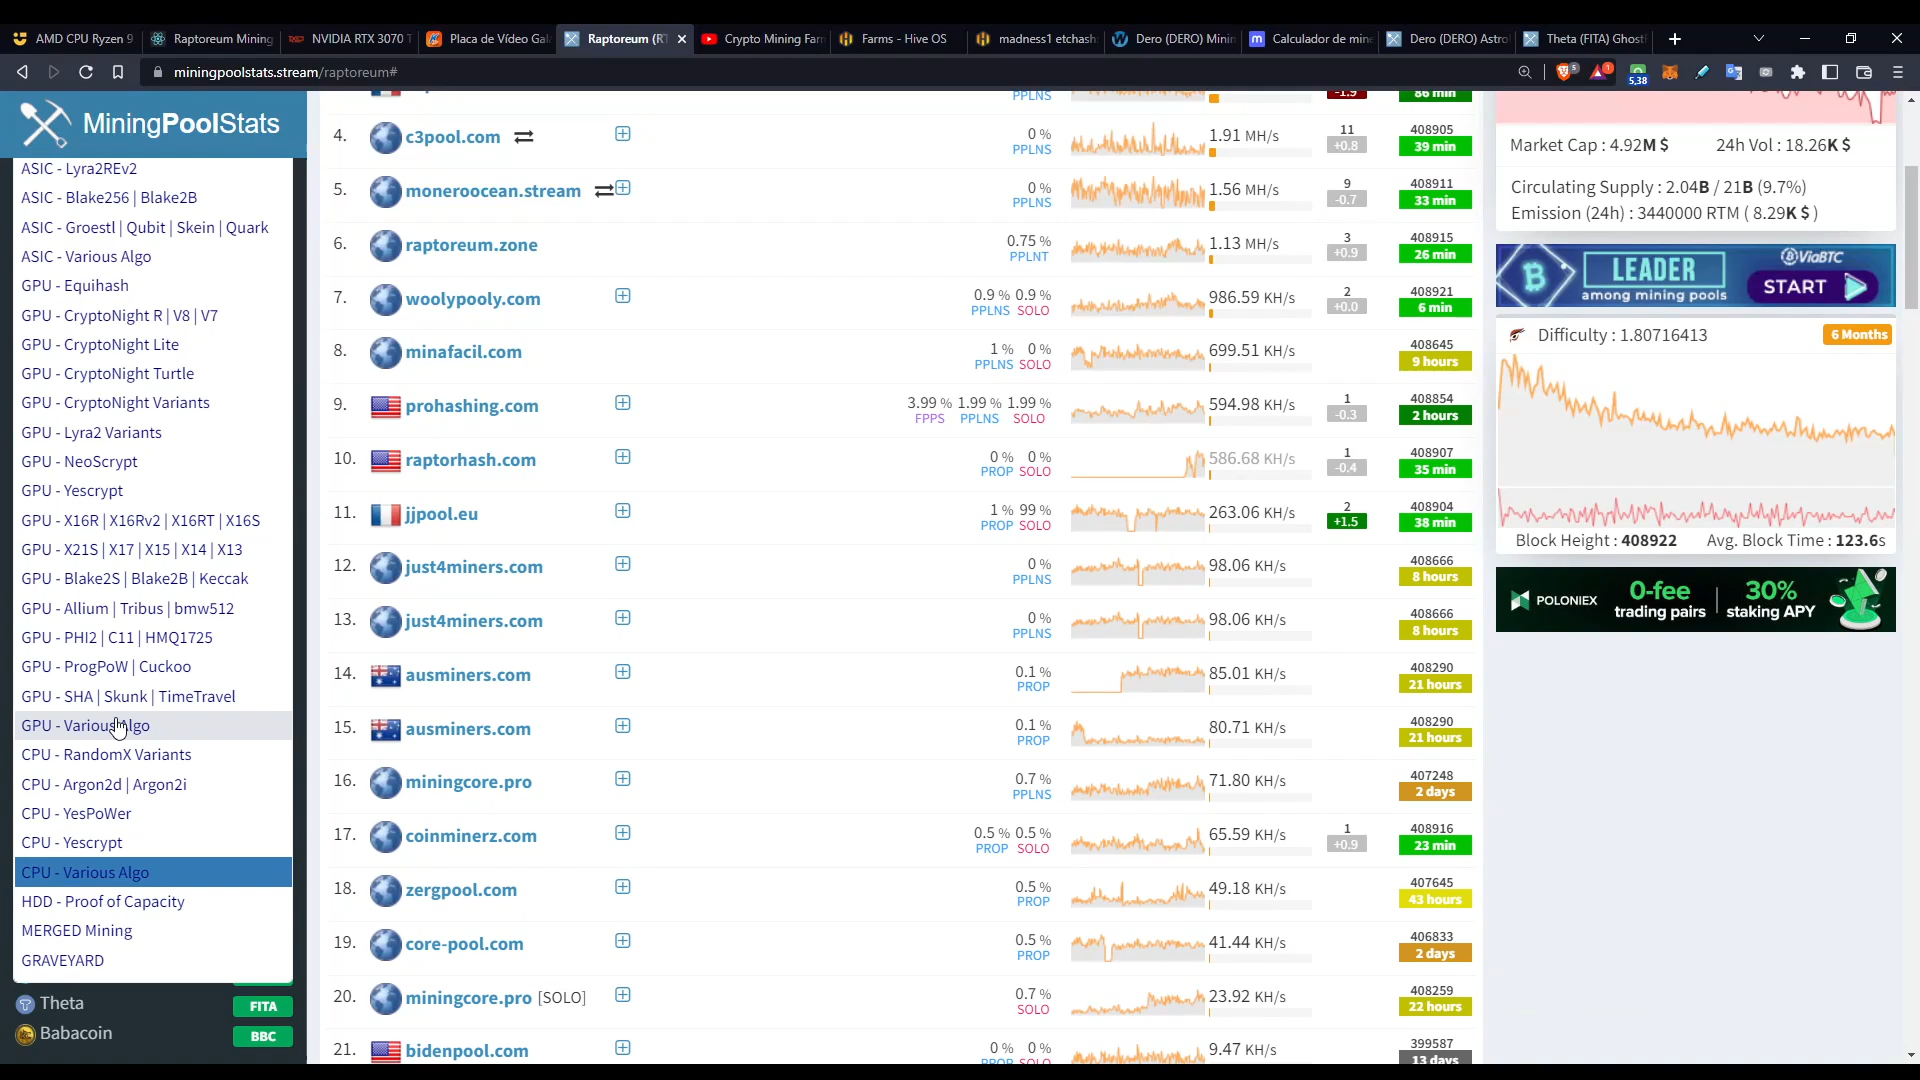 AMD CPU Ryzen 9
Raptoreum Mining
NVIDIA RTX 3070 T
Placa de Vídeo Gal
Raptoreum (RT
Crypto Mining Farm
Farms - Hive OS
madness1 etchash
Dero (DERO) Minin
Calculador de mine
Dero (DERO) Astro
Theta (FITA) Ghost
miningpoolstats.stream/raptoreum#
5
1
5,38
MiningPoolStats
ASIC - Lyra2REv2
ASIC - Blake256 | Blake2B
ASIC - Groestl | Qubit | Skein | Quark
ASIC - Various Algo
GPU - Equihash
GPU - CryptoNight R | V8 | V7
GPU - CryptoNight Lite
GPU - CryptoNight Turtle
GPU - CryptoNight Variants
GPU - Lyra2 Variants
GPU - NeoScrypt
GPU - Yescrypt
GPU - X16R | X16Rv2 | X16RT | X16S
GPU - X21S | X17 | X15 | X14 | X13
GPU - Blake2S | Blake2B | Keccak
GPU - Allium | Tribus | bmw512
GPU - PHI2 | C11 | HMQ1725
GPU - ProgPoW | Cuckoo
GPU - SHA | Skunk | TimeTravel
GPU - Various Algo
CPU - RandomX Variants
CPU - Argon2d | Argon2i
CPU - YesPoWer
CPU - Yescrypt
CPU - Various Algo
HDD - Proof of Capacity
MERGED Mining
GRAVEYARD
Theta FITA
Babacoin BBC
PPLNS -1.9 86 min
4. c3pool.com 0 % 1.91 MH/s 11 408905
PPLNS +0.8 39 min
5. moneroocean.stream 0 % 1.56 MH/s 9 408911
PPLNS -0.7 33 min
6. raptoreum.zone 0.75 % 1.13 MH/s 3 408915
PPLNT +0.9 26 min
7. woolypooly.com 0.9 % 0.9 % 986.59 KH/s 2 408921
PPLNS SOLO +0.0 6 min
8. minafacil.com 1 % 0 % 699.51 KH/s 408645
PPLNS SOLO 9 hours
9. prohashing.com 3.99 % 1.99 % 1.99 % 594.98 KH/s 1 408854
FPPS PPLNS SOLO -0.3 2 hours
10. raptorhash.com 0 % 0 % 586.68 KH/s 1 408907
PROP SOLO -0.4 35 min
11. jjpool.eu 1 % 99 % 263.06 KH/s 2 408904
PROP SOLO +1.5 38 min
12. just4miners.com 0 % 98.06 KH/s 408666
PPLNS 8 hours
13. just4miners.com 0 % 98.06 KH/s 408666
PPLNS 8 hours
14. ausminers.com 0.1 % 85.01 KH/s 408290
PROP 21 hours
15. ausminers.com 0.1 % 80.71 KH/s 408290
PROP 21 hours
16. miningcore.pro 0.7 % 71.80 KH/s 407248
PPLNS 2 days
17. coinminerz.com 0.5 % 0.5 % 65.59 KH/s 1 408916
PROP SOLO +0.9 23 min
18. zergpool.com 0.5 % 49.18 KH/s 407645
PROP 43 hours
19. core-pool.com 0.5 % 41.44 KH/s 406833
PROP 2 days
20. miningcore.pro [SOLO] 0.7 % 23.92 KH/s 408259
SOLO 22 hours
21. bidenpool.com 0 % 0 % 9.47 KH/s 399587
PROP SOLO 13 days
Market Cap : 4.92M $ 24h Vol : 18.26K $
Circulating Supply : 2.04B / 21B (9.7%)
Emission (24h) : 3440000 RTM ( 8.29K $ )
LEADER
among mining pools
ViaBTC
START
Difficulty : 1.80716413 6 Months
Block Height : 408922 Avg. Block Time : 123.6s
POLONIEX
0-fee
trading pairs
30%
staking APY